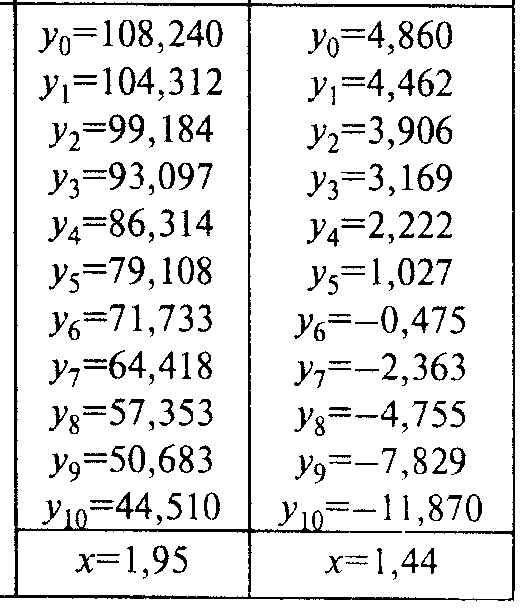 y₀=108,240 y₀=4,860
y₁=104,312 y₁=4,462
y₂=99,184 y₂=3,906
y₃=93,097 y₃=3,169
y₄=86,314 y₄=2,222
y₅=79,108 y₅=1,027
y₆=71,733 y₆=−0,475
y₇=64,418 y₇=−2,363
y₈=57,353 y₈=−4,755
y₉=50,683 y₉=−7,829
y₁₀=44,510 y₁₀=−11,870
x=1,95 x=1,44